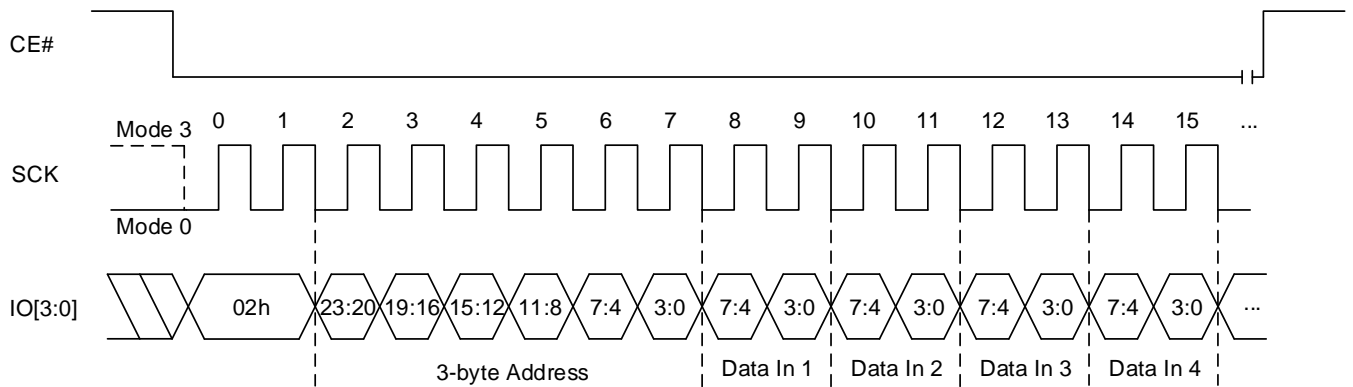 CE#
Mode 3 0 1 2 3 4 5 6 7 8 9 10 11 12 13 14 15 ...
SCK
Mode 0
IO[3:0] 02h 23:20 19:16 15:12 11:8 7:4 3:0 7:4 3:0 7:4 3:0 7:4 3:0 7:4 3:0 ...
3-byte Address Data In 1 Data In 2 Data In 3 Data In 4